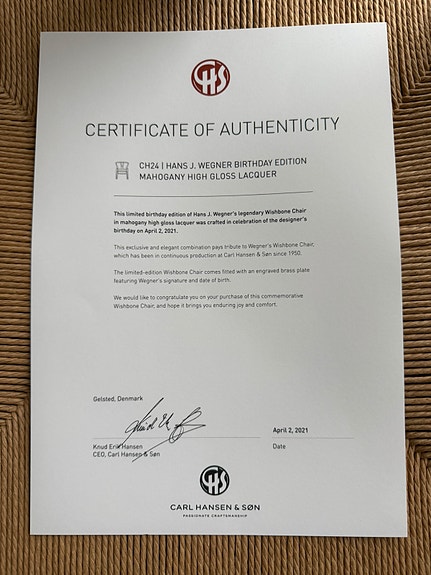 CHS
CERTIFICATE OF AUTHENTICITY
CH24 | HANS J. WEGNER BIRTHDAY EDITION
MAHOGANY HIGH GLOSS LACQUER
This limited birthday edition of Hans J. Wegner's legendary Wishbone Chair
in mahogany high gloss lacquer was crafted in celebration of the designer's
birthday on April 2, 2021.
This exclusive and elegant combination pays tribute to Wegner's Wishbone Chair,
which has been in continuous production at Carl Hansen & Søn since 1950.
The limited-edition Wishbone Chair comes fitted with an engraved brass plate
featuring Wegner's signature and date of birth.
We would like to congratulate you on your purchase of this commemorative
Wishbone Chair, and hope it brings you enduring joy and comfort.
Gelsted, Denmark
April 2, 2021
Knud Erik Hansen
Date
CEO, Carl Hansen & Søn
CHS
CARL HANSEN & SØN
PASSIONATE CRAFTSMANSHIP